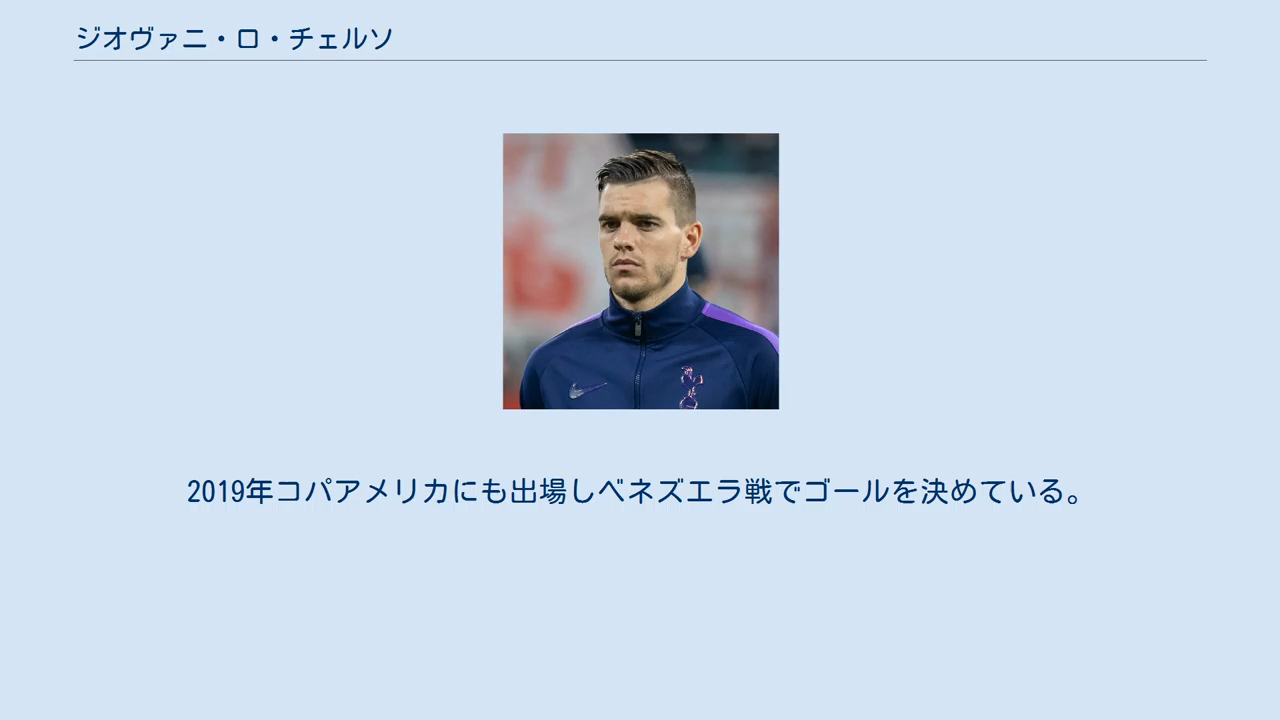 ジオヴァニ・ロ・チェルソ
2019年コパアメリカにも出場しベネズエラ戦でゴールを決めている。